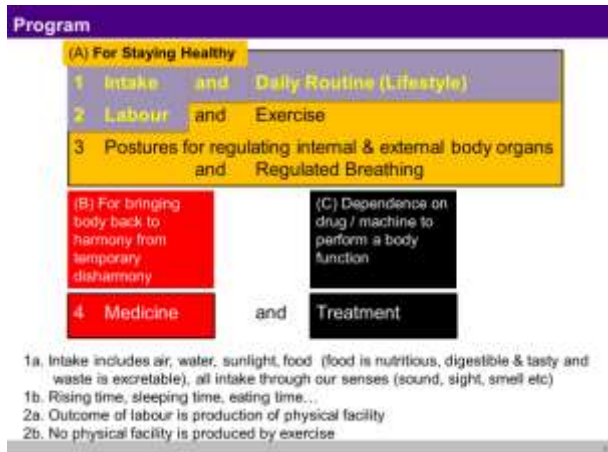 Program
(A) For Staying Healthy
1 Intake and Daily Routine (Lifestyle)
2 Labour and Exercise
3 Postures for regulating internal & external body organs
and Regulated Breathing
(B) For bringing
body back to
harmony from
temporary
disharmony
(C) Dependence on
drug / machine to
perform a body
function
4 Medicine and Treatment
1a. Intake includes air, water, sunlight, food (food is nutritious, digestible & tasty and
waste is excretable), all intake through our senses (sound, sight, smell etc)
1b. Rising time, sleeping time, eating time…
2a. Outcome of labour is production of physical facility
2b. No physical facility is produced by exercise